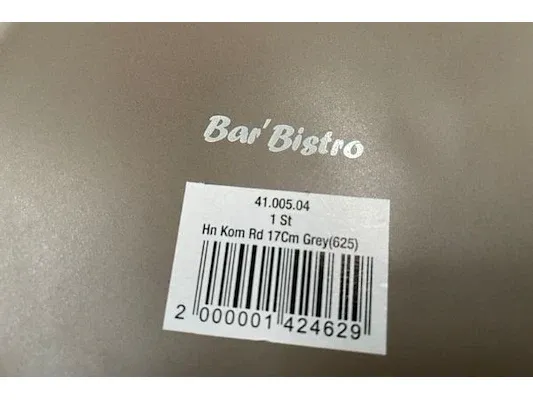 Bar'Bistro
41.005.04
1 St
Hn Kom Rd 17Cm Grey(625)
2 000001 424629